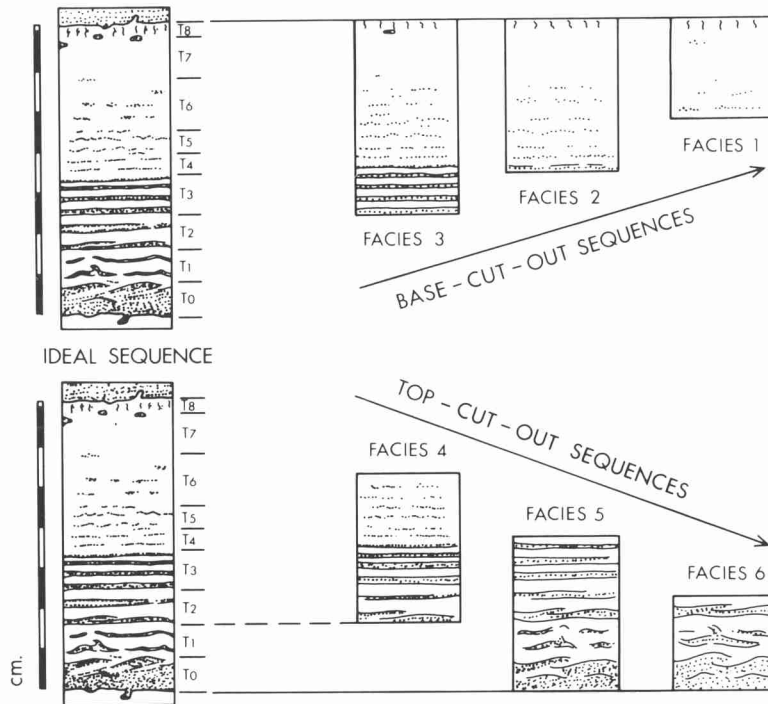 T8
T7
T6
T5
T4
T3
T2
T1
T0
FACIES 3
FACIES 2
FACIES 1
BASE-CUT-OUT SEQUENCES
IDEAL SEQUENCE
T8
T7
T6
T5
T4
T3
T2
T1
T0
cm.
TOP-CUT-OUT SEQUENCES
FACIES 4
FACIES 5
FACIES 6